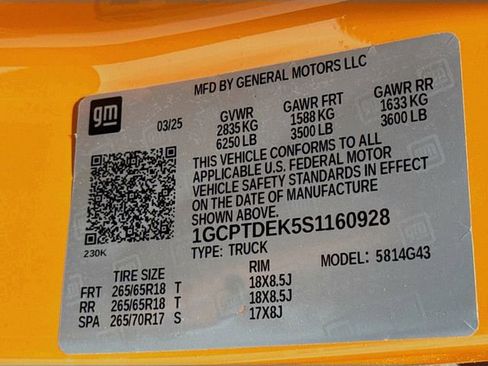 MFD BY GENERAL MOTORS LLC
gm
03/25
GVWR GAWR FRT GAWR RR
2835 KG 1588 KG 1633 KG
6250 LB 3500 LB 3600 LB
THIS VEHICLE CONFORMS TO ALL
APPLICABLE U.S. FEDERAL MOTOR
VEHICLE SAFETY STANDARDS IN EFFECT
ON THE DATE OF MANUFACTURE
SHOWN ABOVE.
1GCPTDEK5S1160928
230K
TYPE: TRUCK MODEL: 5814G43
TIRE SIZE RIM
FRT 265/65R18 T 18X8.5J
RR 265/65R18 T 18X8.5J
SPA 265/70R17 S 17X8J